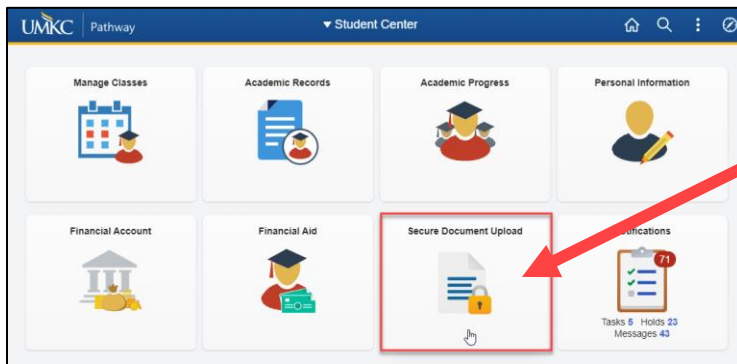 UMKC Pathway ▼ Student Center
Manage Classes
Academic Records
Academic Progress
Personal Information
Financial Account
Financial Aid
Secure Document Upload
71
Tasks 5 Holds 23
Messages 43